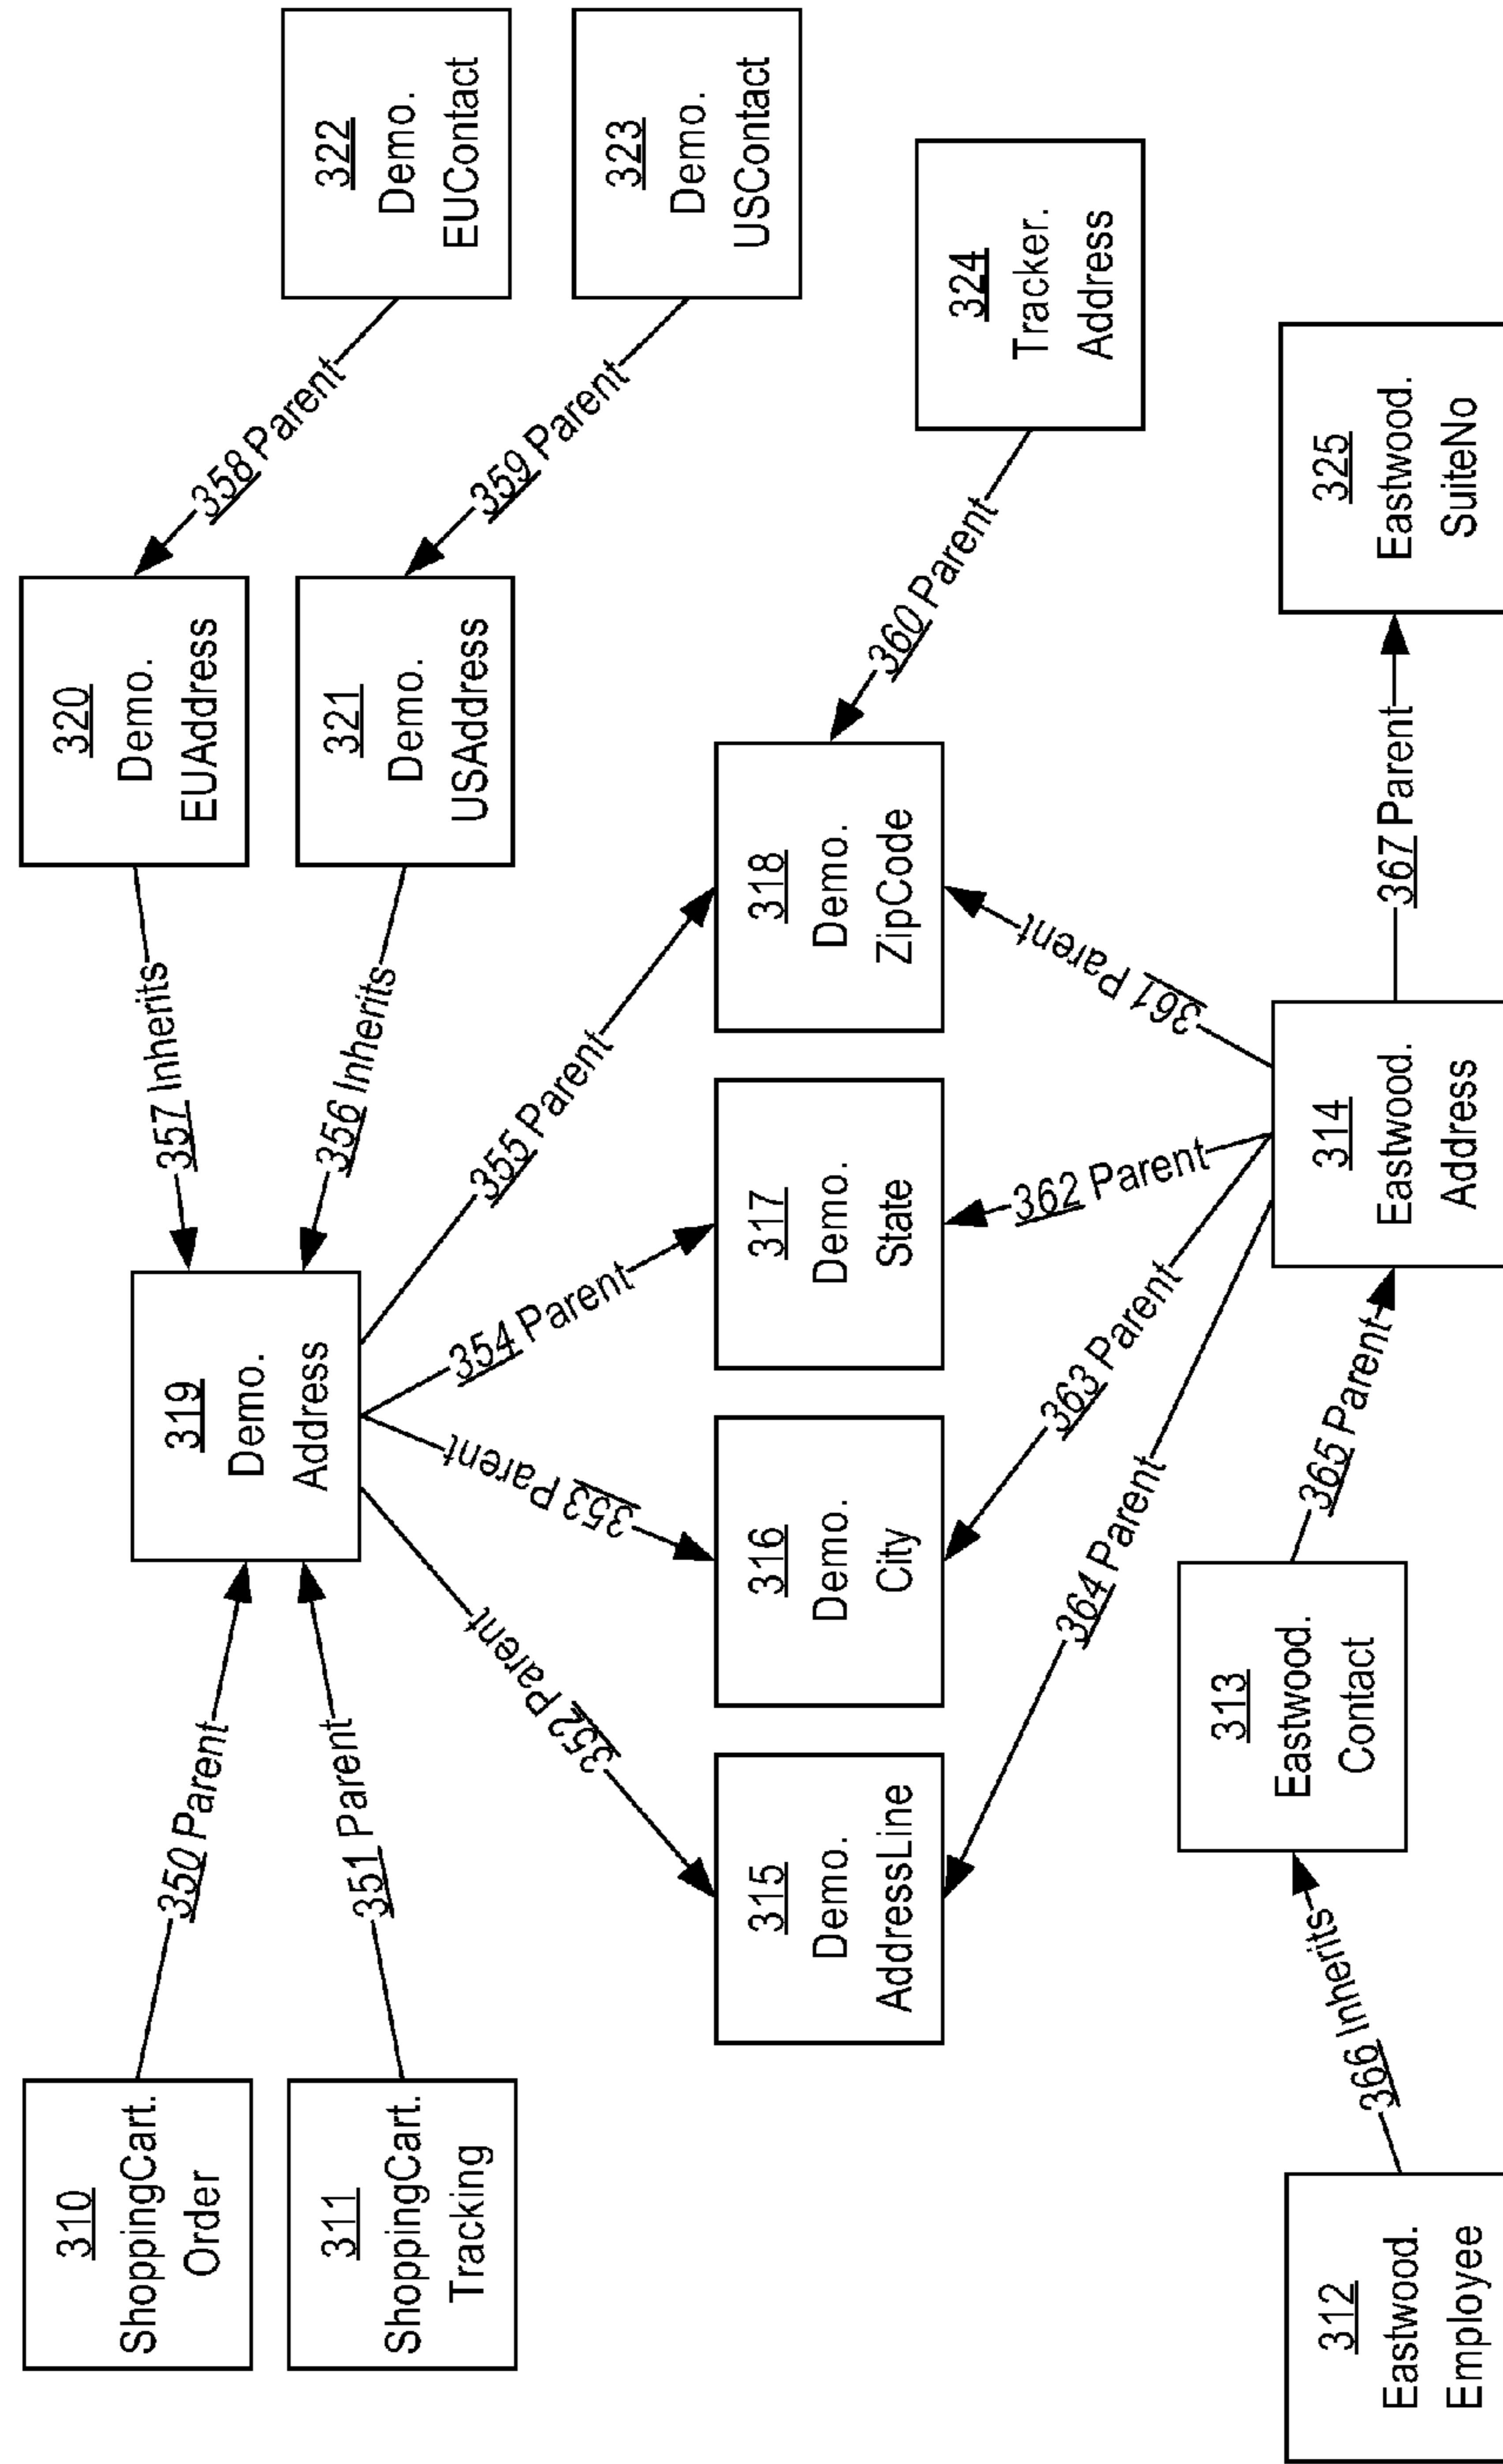 310
ShoppingCart.
Order
311
ShoppingCart.
Tracking
350 Parent
351 Parent
319
Demo.
Address
357 Inherits
356 Inherits
320
Demo.
EUAddress
321
Demo.
USAddress
358 Parent
359 Parent
322
Demo.
EUContact
323
Demo.
USContact
352 Parent
353 Parent
354 Parent
355 Parent
315
Demo.
AddressLine
316
Demo.
City
317
Demo.
State
318
Demo.
ZipCode
360 Parent
324
Tracker.
Address
364 Parent
363 Parent
362 Parent
361 Parent
312
Eastwood.
Employee
366 Inherits
313
Eastwood.
Contact
365 Parent
314
Eastwood.
Address
367 Parent
325
Eastwood.
SuiteNo